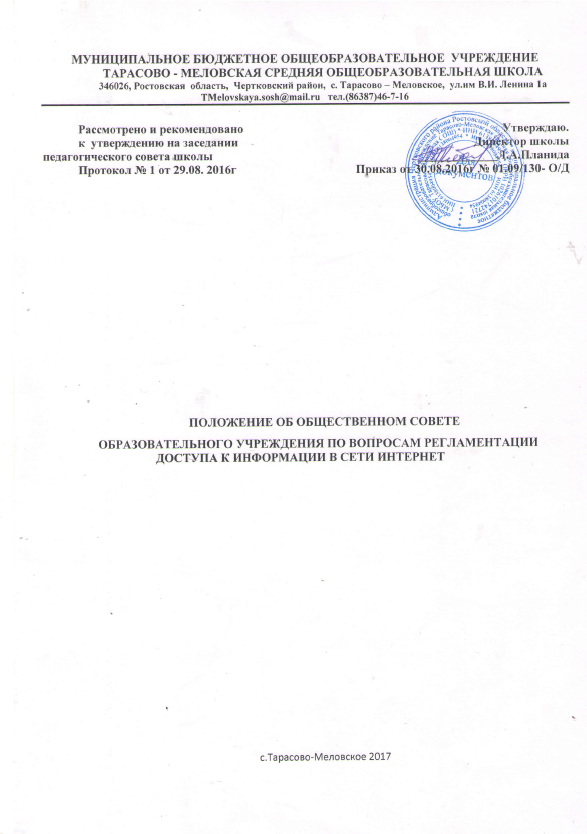 МУНИЦИПАЛЬНОЕ БЮДЖЕТНОЕ ОБЩЕОБРАЗОВАТЕЛЬНОЕ УЧРЕЖДЕНИЕ
ТАРАСОВО - МЕЛОВСКАЯ СРЕДНЯЯ ОБЩЕОБРАЗОВАТЕЛЬНАЯ ШКОЛА
346026, Ростовская область, Чертковский район, с. Тарасово – Меловское, ул.им В.И. Ленина 1а
TMelovskaya.sosh@mail.ru тел.(86387)46-7-16
Рассмотрено и рекомендовано
к утверждению на заседании
педагогического совета школы
Протокол № 1 от 29.08. 2016г
Утверждаю.
Директор школы
Л.А.Планида
Приказ от 30.08.2016г № 01.09/130- О/Д
документов
ПОЛОЖЕНИЕ ОБ ОБЩЕСТВЕННОМ СОВЕТЕ
ОБРАЗОВАТЕЛЬНОГО УЧРЕЖДЕНИЯ ПО ВОПРОСАМ РЕГЛАМЕНТАЦИИ
ДОСТУПА К ИНФОРМАЦИИ В СЕТИ ИНТЕРНЕТ
с.Тарасово-Меловское 2017